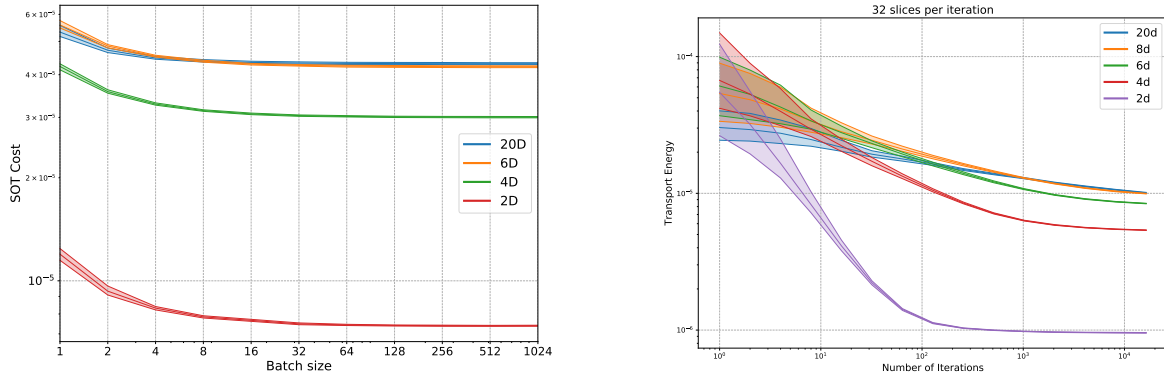 6 × 10⁻⁵
4 × 10⁻⁵
3 × 10⁻⁵
2 × 10⁻⁵
10⁻⁵
SOT Cost
20D
6D
4D
2D
1 2 4 8 16 32 64 128 256 512 1024
Batch size
32 slices per iteration
10⁻⁴
10⁻⁵
10⁻⁶
Transport Energy
20d
8d
6d
4d
2d
10⁰ 10¹ 10² 10³ 10⁴
Number of Iterations